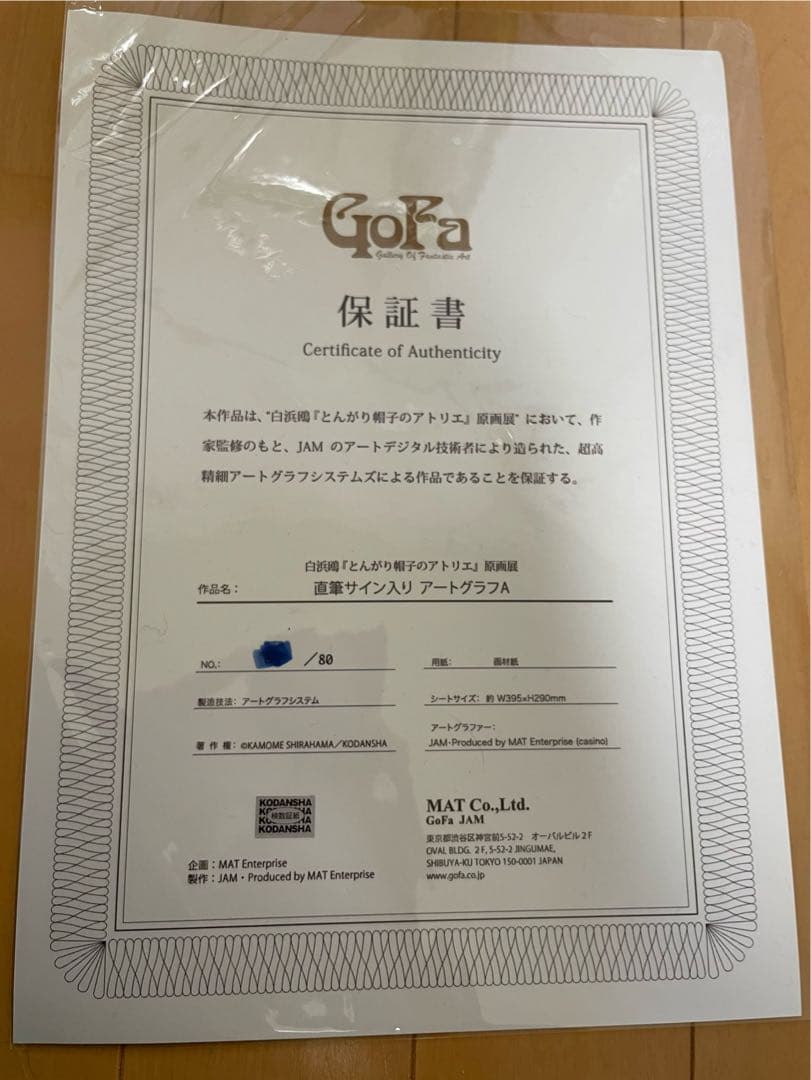 GoFa
Gallery Of Fantastic Art
保証書
Certificate of Authenticity
本作品は、"白浜鴎『とんがり帽子のアトリエ』原画展" において、作
家監修のもと、JAM のアートデジタル技術者により造られた、超高
精細アートグラフシステムズによる作品であることを保証する。
白浜鴎『とんがり帽子のアトリエ』原画展
作品名： 直筆サイン入り アートグラフA
NO.: ／80
用紙: 画材紙
製造技法: アートグラフシステム
シートサイズ: 約 W395×H290mm
アートグラファー:
著 作 権: ©KAMOME SHIRAHAMA／KODANSHA
JAM・Produced by MAT Enterprise (casino)
KODANSHA
検数証紙
KODANSHA
MAT Co.,Ltd.
GoFa JAM
東京都渋谷区神宮前5-52-2 オーバルビル2F
OVAL BLDG. 2F, 5-52-2 JINGUMAE,
SHIBUYA-KU TOKYO 150-0001 JAPAN
www.gofa.co.jp
企画：MAT Enterprise
製作：JAM・Produced by MAT Enterprise